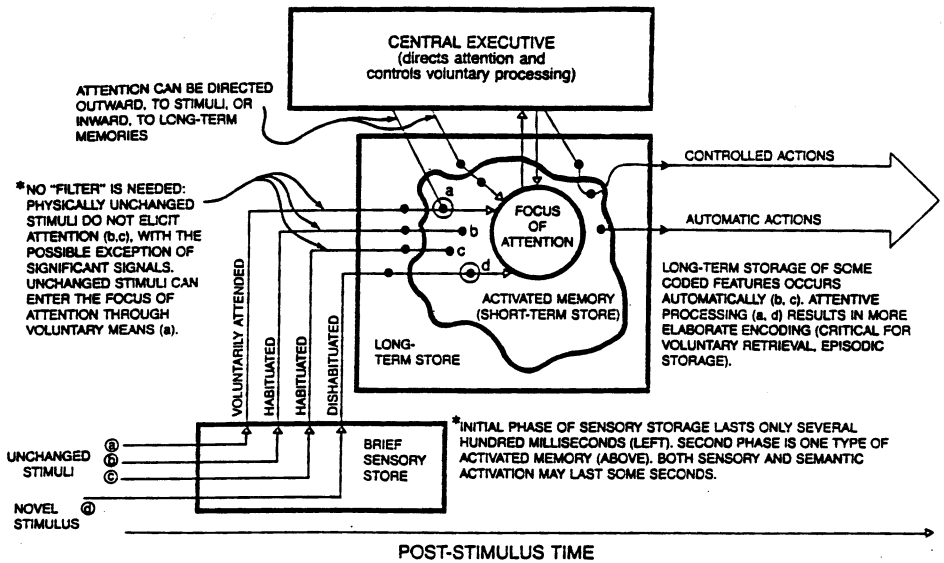 CENTRAL EXECUTIVE
(directs attention and
controls voluntary processing)
ATTENTION CAN BE DIRECTED
OUTWARD, TO STIMULI, OR
INWARD, TO LONG-TERM
MEMORIES
*NO "FILTER" IS NEEDED:
PHYSICALLY UNCHANGED
STIMULI DO NOT ELICIT
ATTENTION (b,c), WITH THE
POSSIBLE EXCEPTION OF
SIGNIFICANT SIGNALS.
UNCHANGED STIMULI CAN
ENTER THE FOCUS OF
ATTENTION THROUGH
VOLUNTARY MEANS (a).
VOLUNTARILY ATTENDED
HABITUATED
HABITUATED
DISHABITUATED
a
b
c
d
FOCUS
OF
ATTENTION
ACTIVATED MEMORY
(SHORT-TERM STORE)
LONG-
TERM STORE
CONTROLLED ACTIONS
AUTOMATIC ACTIONS
LONG-TERM STORAGE OF SOME
CODED FEATURES OCCURS
AUTOMATICALLY (b, c). ATTENTIVE
PROCESSING (a, d) RESULTS IN MORE
ELABORATE ENCODING (CRITICAL FOR
VOLUNTARY RETRIEVAL, EPISODIC
STORAGE).
UNCHANGED
STIMULI
a
b
c
NOVEL d
STIMULUS
BRIEF
SENSORY
STORE
*INITIAL PHASE OF SENSORY STORAGE LASTS ONLY SEVERAL
HUNDRED MILLISECONDS (LEFT). SECOND PHASE IS ONE TYPE OF
ACTIVATED MEMORY (ABOVE). BOTH SENSORY AND SEMANTIC
ACTIVATION MAY LAST SOME SECONDS.
POST-STIMULUS TIME